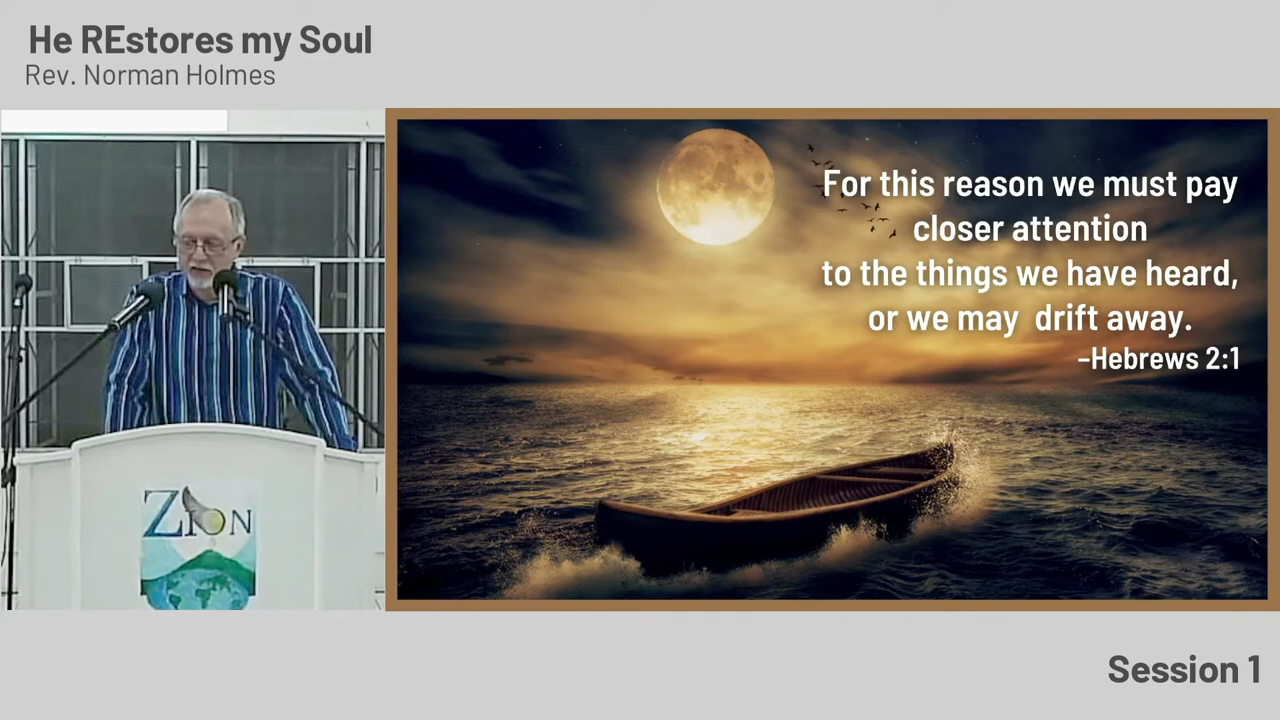 He REstores my Soul
Rev. Norman Holmes
For this reason we must pay
closer attention
to the things we have heard,
or we may drift away.
–Hebrews 2:1
ZION
Session 1